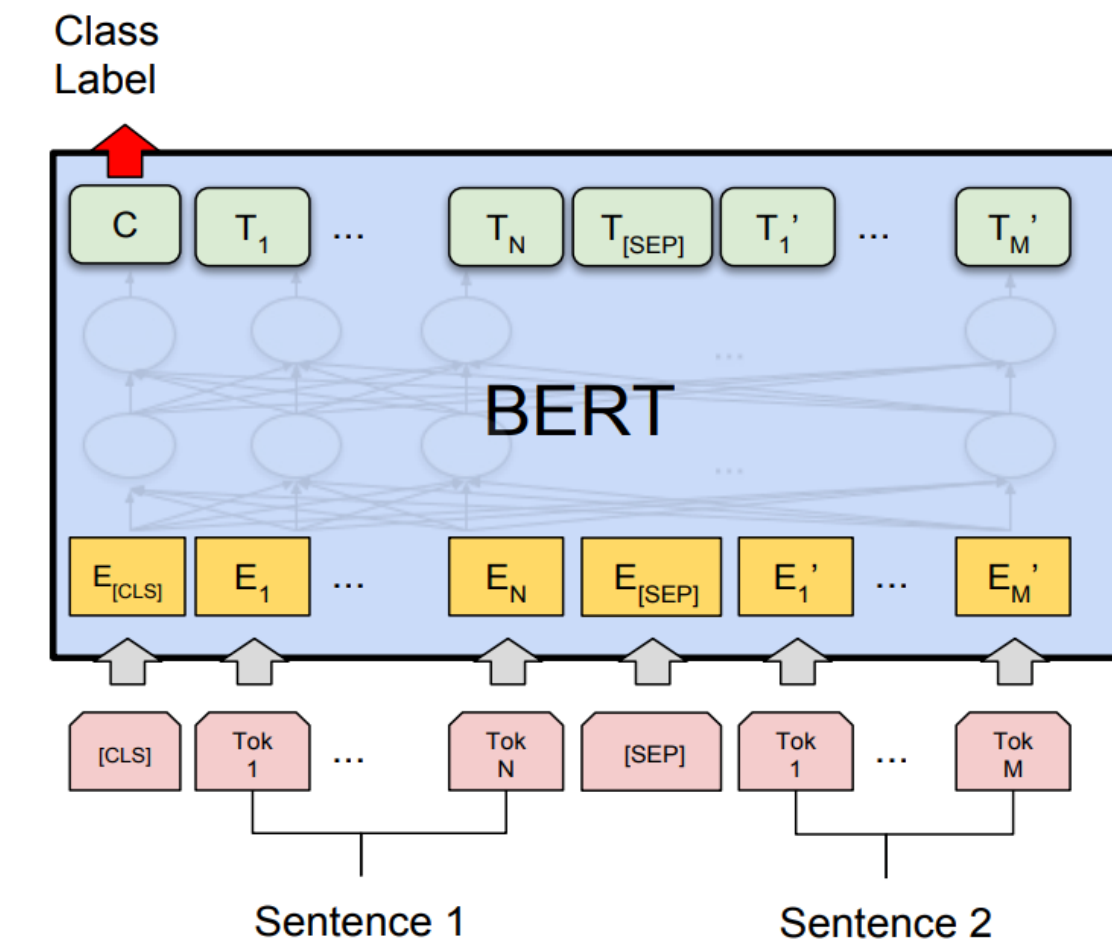 Class
Label
C T1 ... TN T[SEP] T1’ ... TM’
...
BERT
...
E[CLS] E1 ... EN E[SEP] E1’ ... EM’
[CLS] Tok 1 ... Tok N [SEP] Tok 1 ... Tok M
Sentence 1 Sentence 2